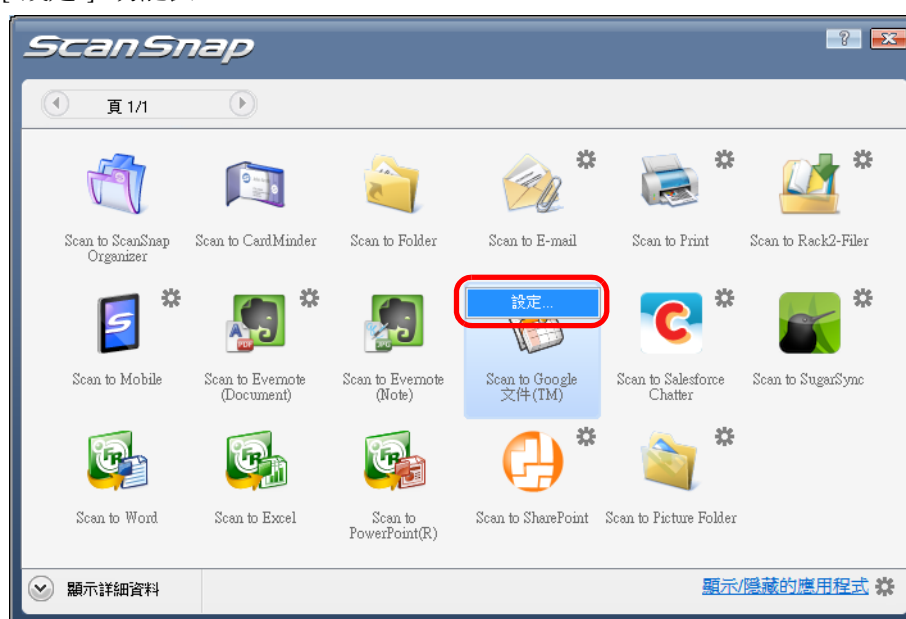 ScanSnap
頁 1/1
Scan to ScanSnap
Organizer
Scan to CardMinder
Scan to Folder
Scan to E-mail
Scan to Print
Scan to Rack2-Filer
設定...
Scan to Mobile
Scan to Evernote
(Document)
Scan to Evernote
(Note)
Scan to Google
文件(TM)
Scan to Salesforce
Chatter
Scan to SugarSync
Scan to Word
Scan to Excel
Scan to
PowerPoint(R)
Scan to SharePoint
Scan to Picture Folder
顯示詳細資料
顯示/隱藏的應用程式